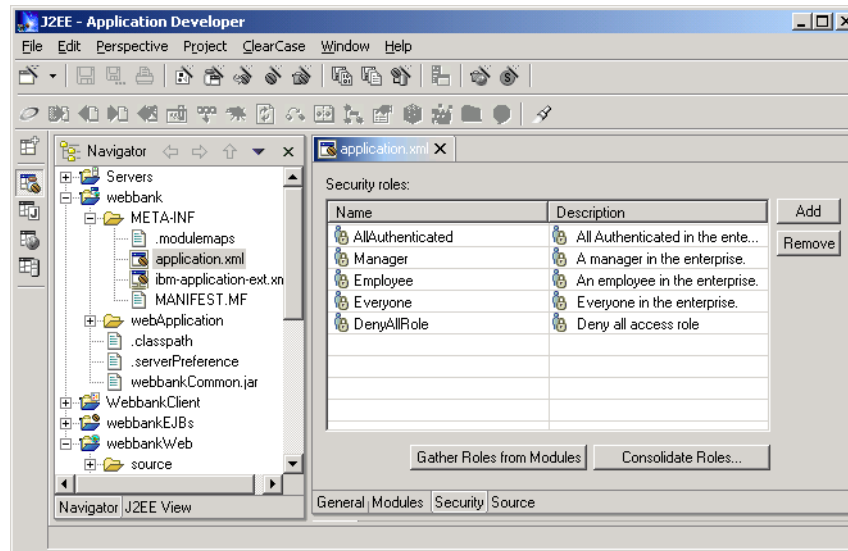 J2EE - Application Developer
File Edit Perspective Project ClearCase Window Help
Navigator
Servers
webbank
META-INF
.modulemaps
application.xml
ibm-application-ext.xn
MANIFEST.MF
webApplication
.classpath
.serverPreference
webbankCommon.jar
WebbankClient
webbankEJBs
webbankWeb
source
Navigator J2EE View
application.xml
Security roles:
Name Description
AllAuthenticated All Authenticated in the ente...
Manager A manager in the enterprise.
Employee An employee in the enterprise.
Everyone Everyone in the enterprise.
DenyAllRole Deny all access role
Add
Remove
Gather Roles from Modules Consolidate Roles...
General Modules Security Source